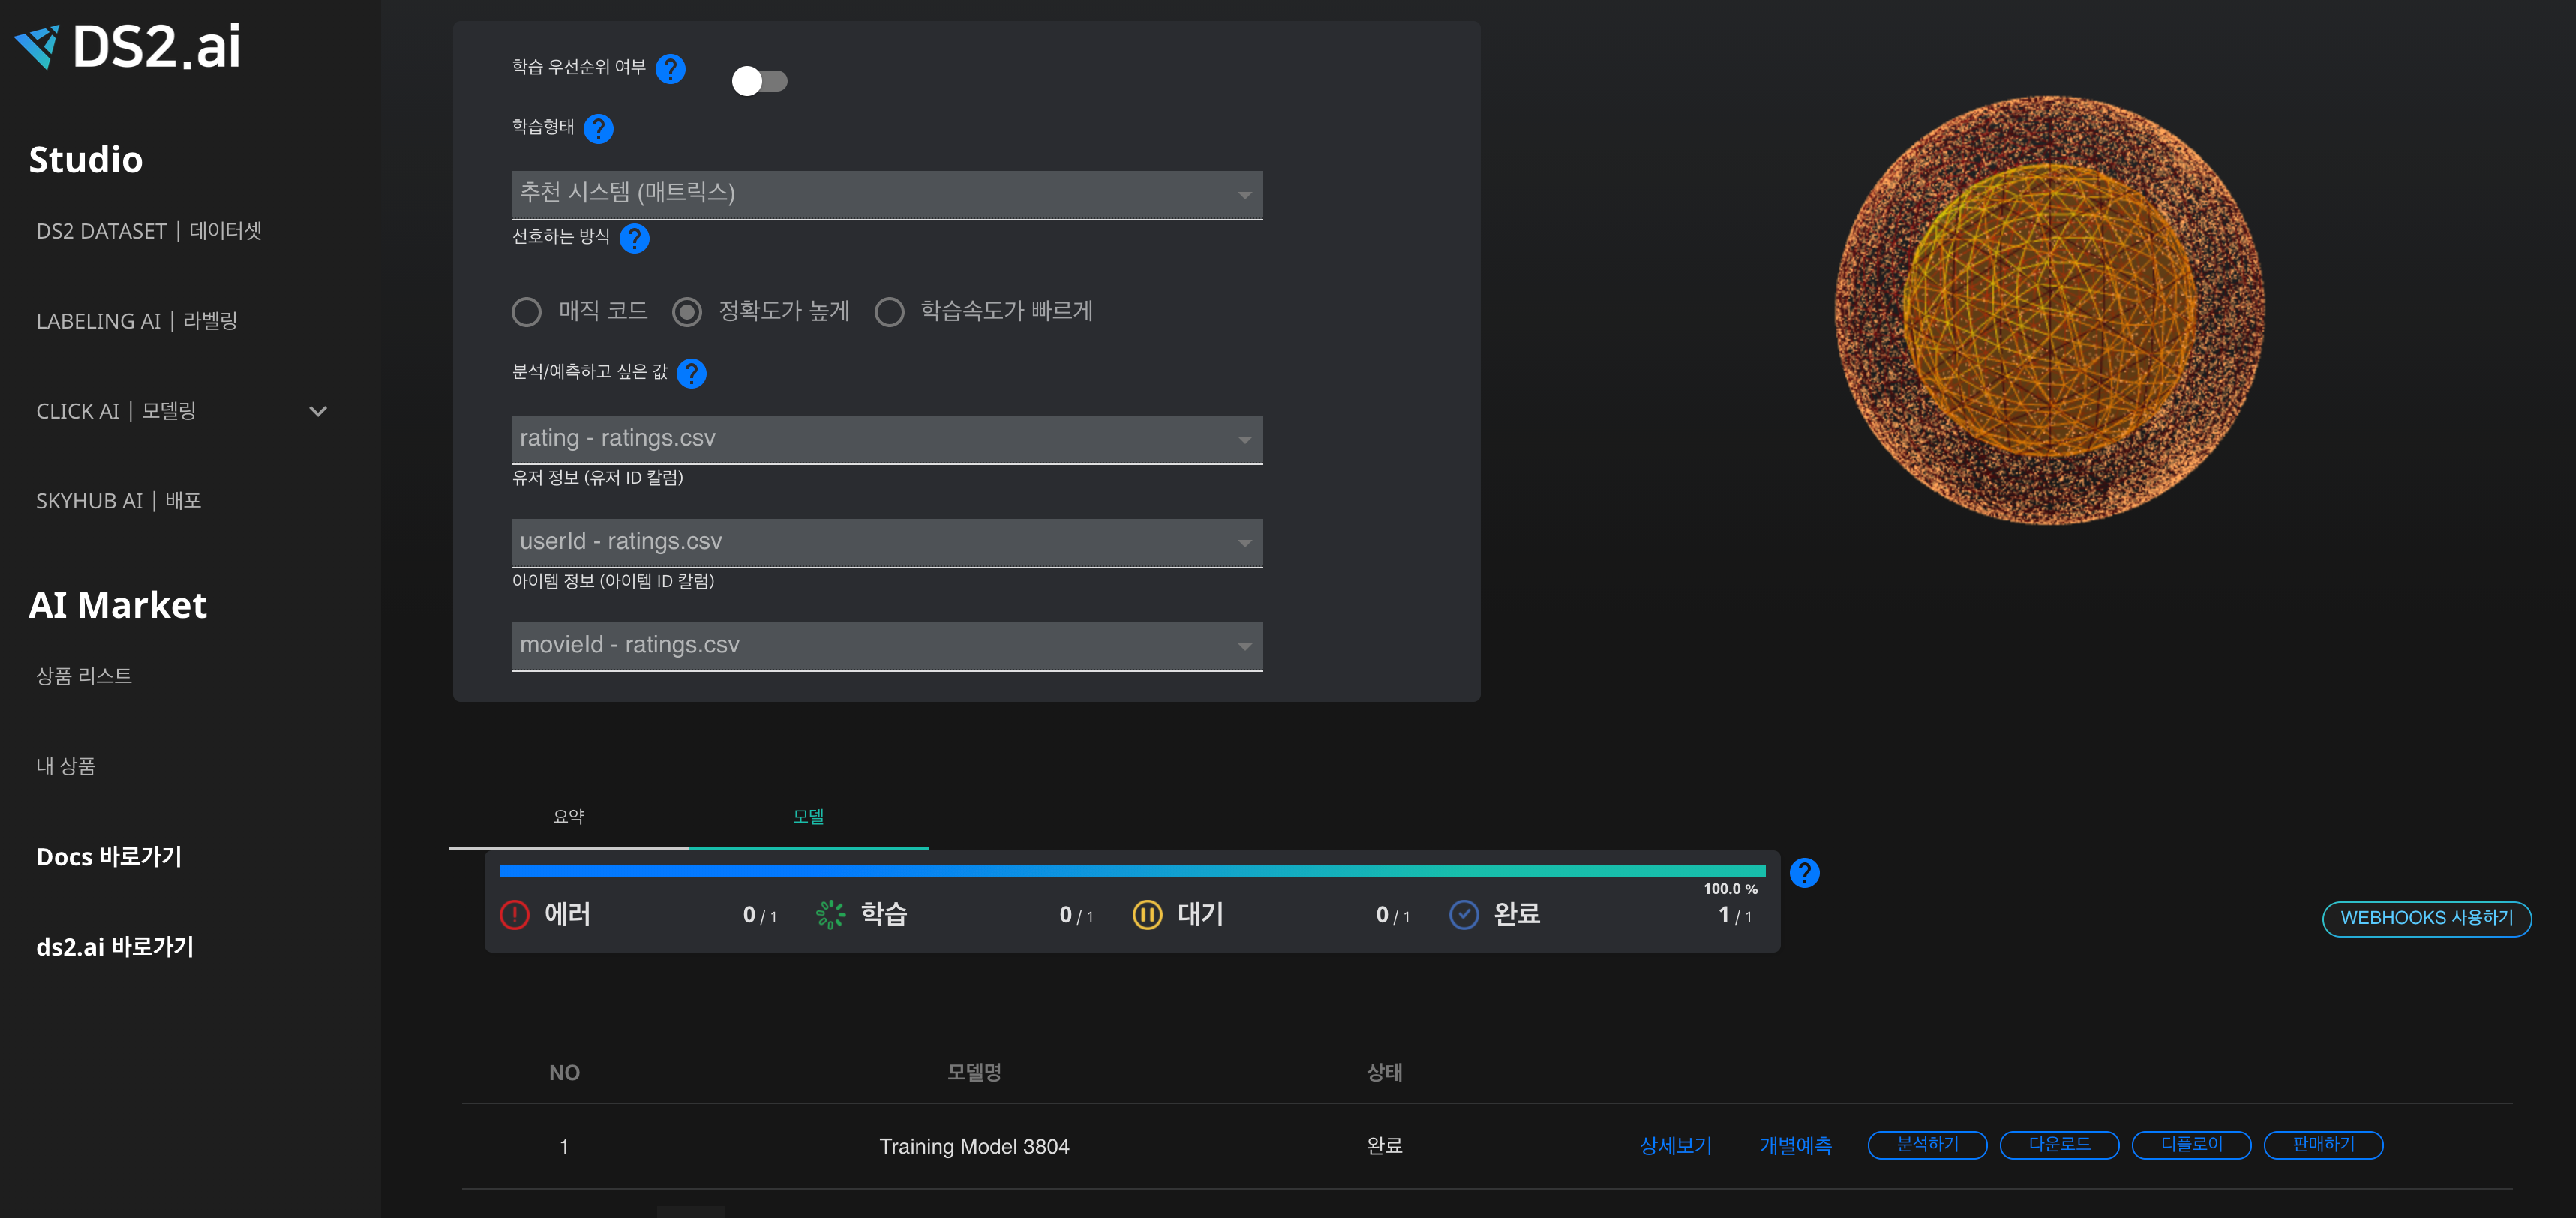 DS2.ai
Studio
DS2 DATASET | 데이터셋
LABELING AI | 라벨링
CLICK AI | 모델링
SKYHUB AI | 배포
AI Market
상품 리스트
내 상품
Docs 바로가기
ds2.ai 바로가기
학습 우선순위 여부 ?
학습형태 ?
추천 시스템 (매트릭스)
선호하는 방식 ?
매직 코드 정확도가 높게 학습속도가 빠르게
분석/예측하고 싶은 값 ?
rating - ratings.csv
유저 정보 (유저 ID 칼럼)
userId - ratings.csv
아이템 정보 (아이템 ID 칼럼)
movieId - ratings.csv
요약 모델
?
100.0 %
에러 0 / 1 학습 0 / 1 대기 0 / 1 완료 1 / 1
WEBHOOKS 사용하기
NO 모델명 상태
1 Training Model 3804 완료 상세보기 개별예측 분석하기 다운로드 디플로이 판매하기